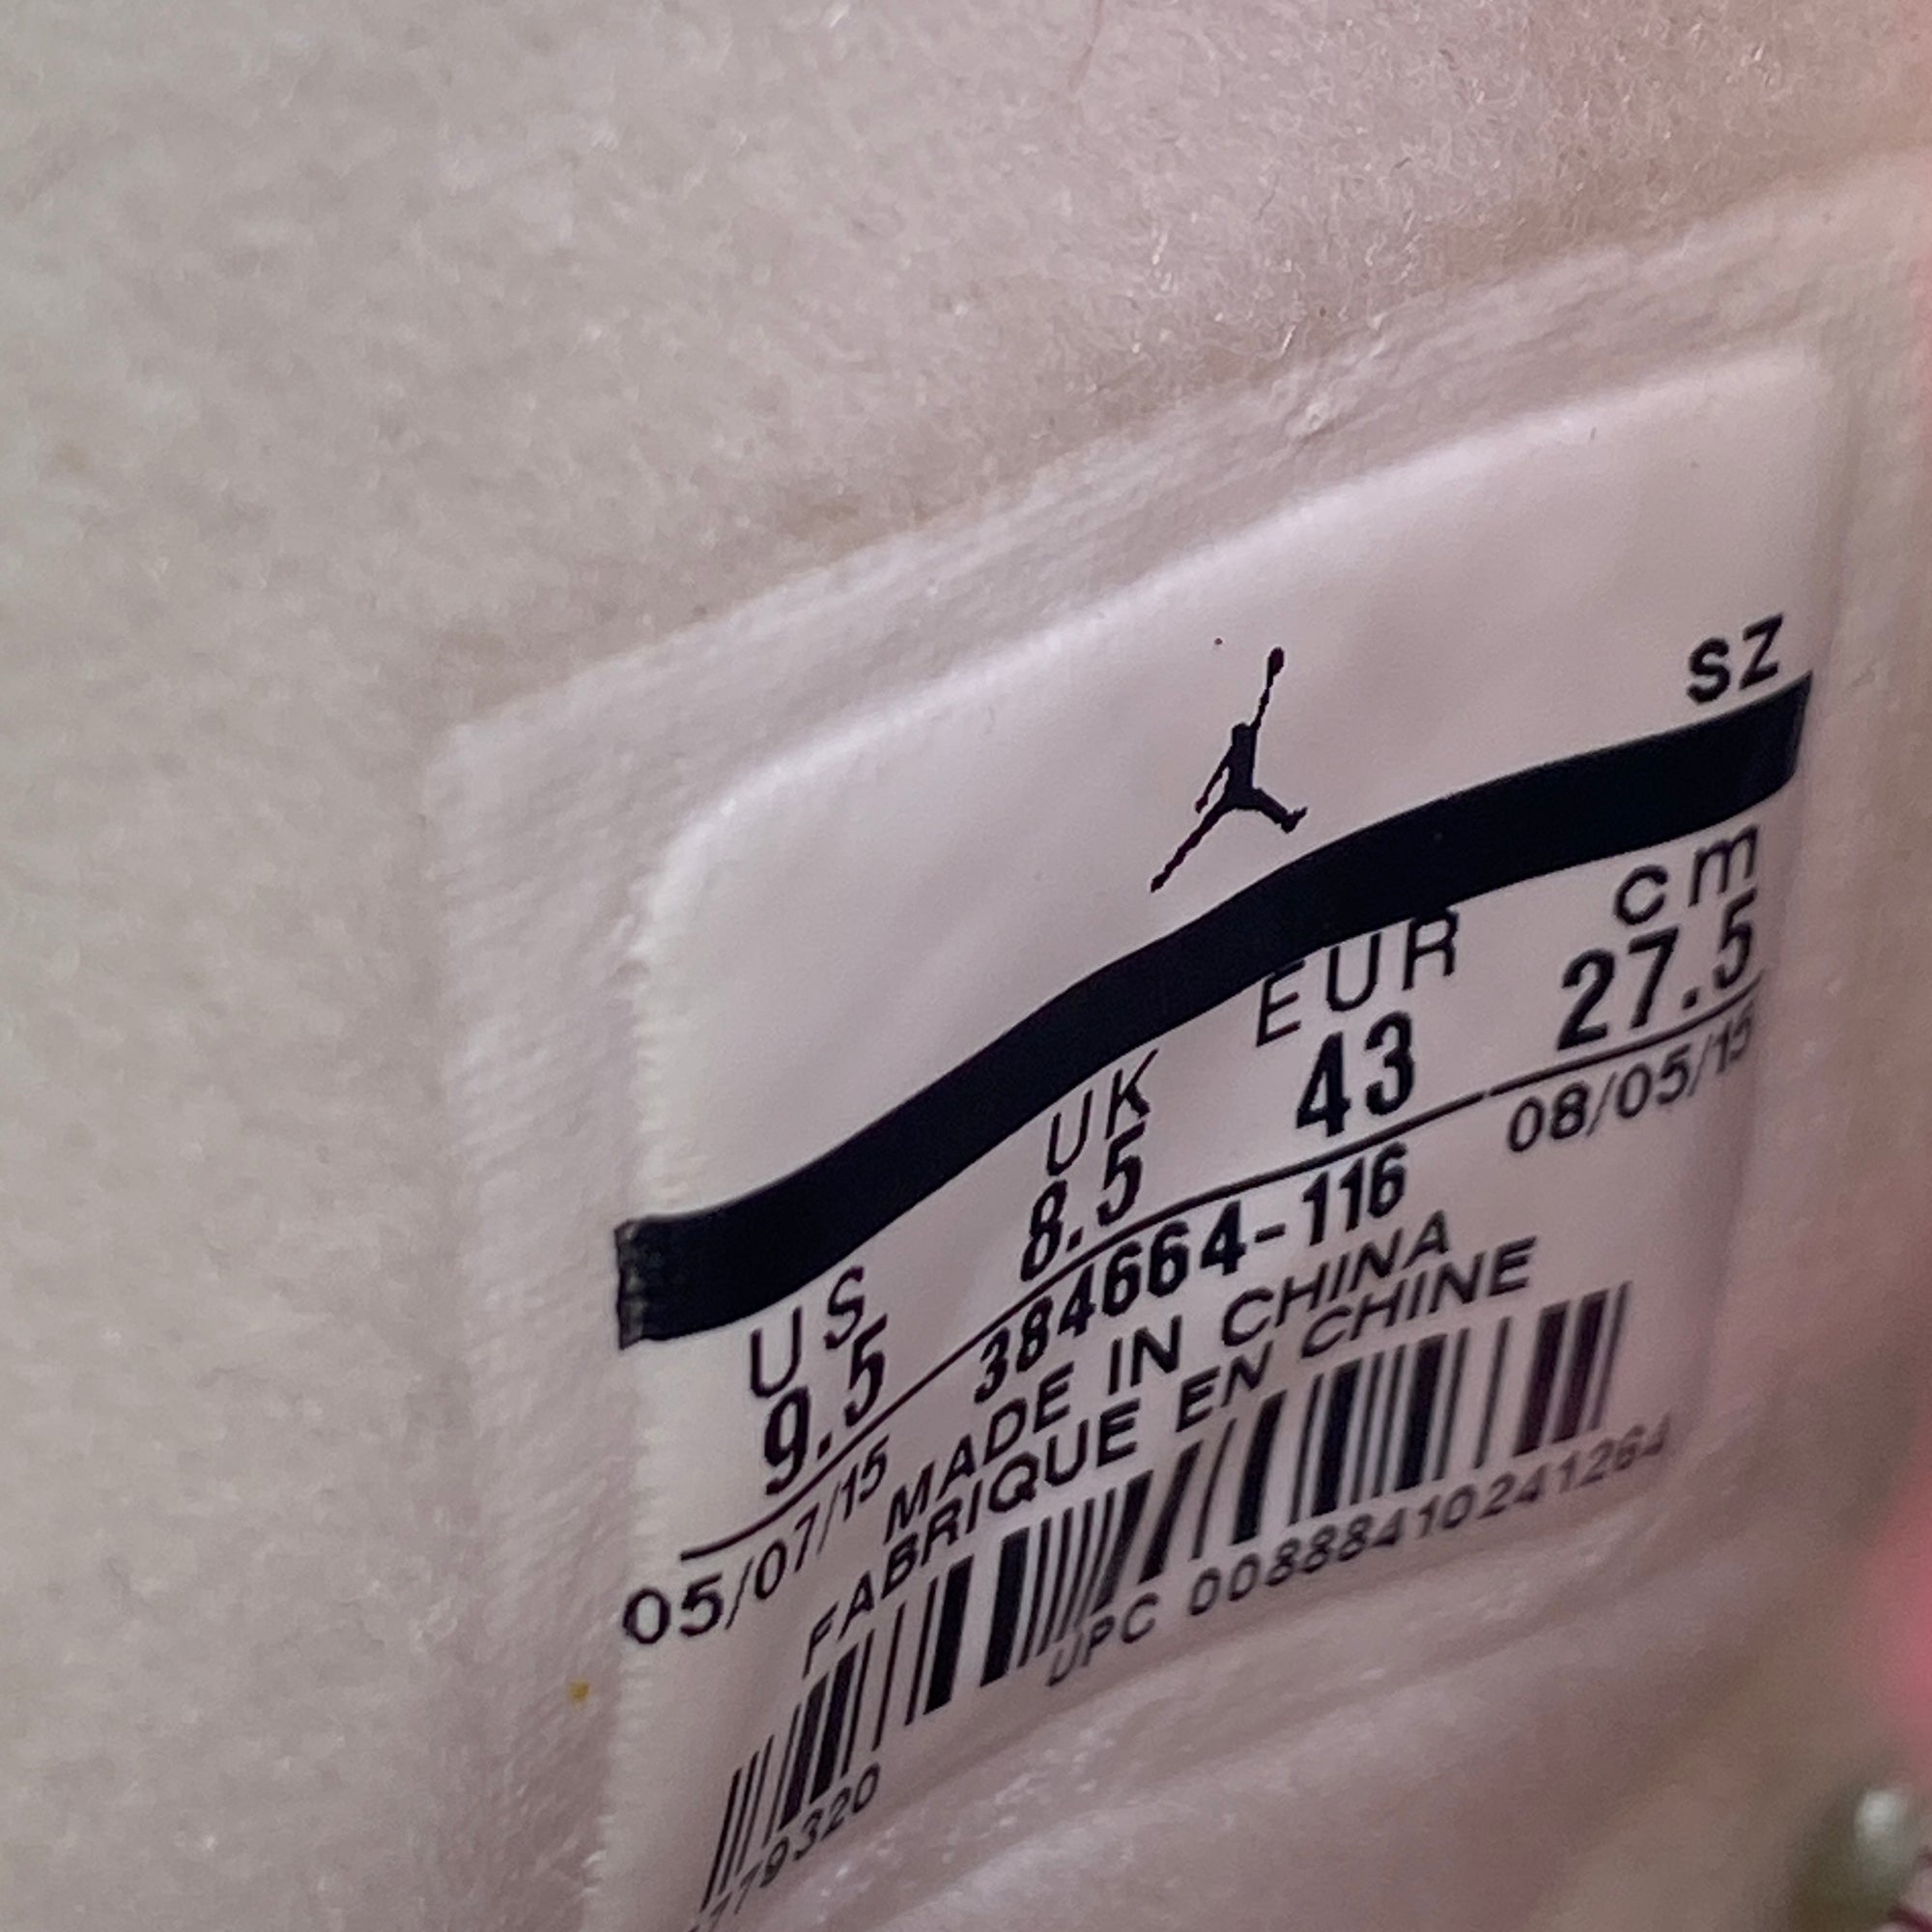 SZ
US UK EUR cm
9.5 8.5 43 27.5
05/07/15 384664-116 08/05/15
MADE IN CHINA
FABRIQUE EN CHINE
UPC 00888410241264
779320